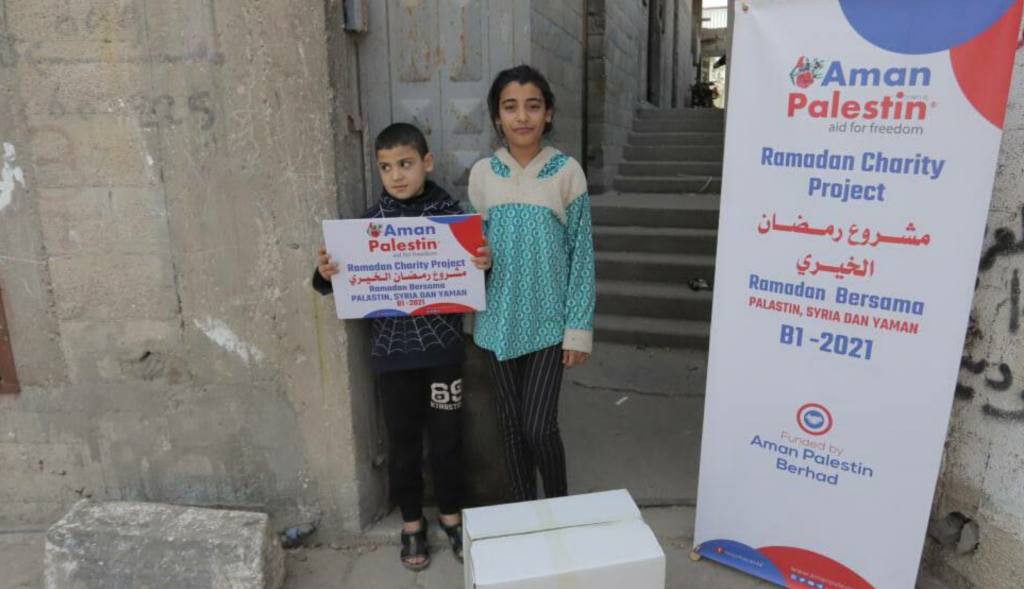 Aman
Palestin
aid for freedom
Ramadan Charity Project
مشروع رمضان الخيري
Ramadan Bersama
PALASTIN, SYRIA DAN YAMAN
B1 -2021
69
Aman
Palestin®
aid for freedom
Ramadan Charity
Project
مشروع رمضان
الخيري
Ramadan Bersama
PALASTIN, SYRIA DAN YAMAN
B1 -2021
Funded by
Aman Palestin
Berhad